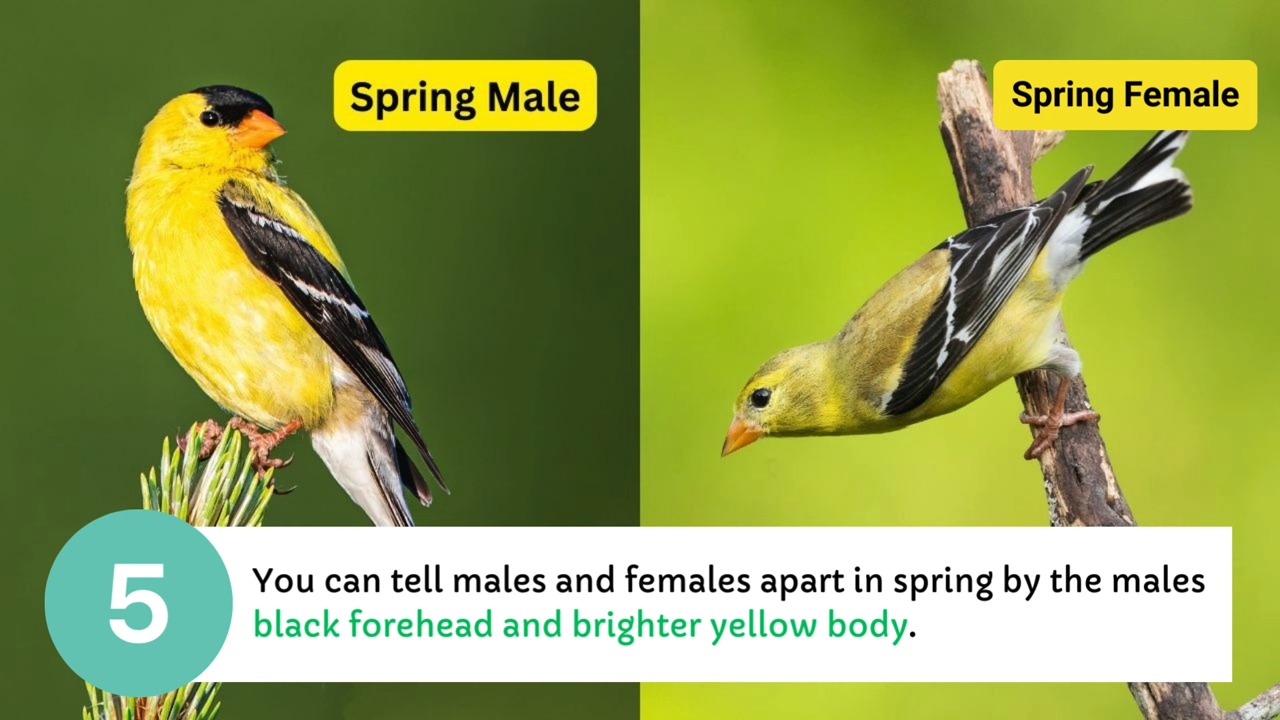 Spring Male
Spring Female
5
You can tell males and females apart in spring by the males
black forehead and brighter yellow body.